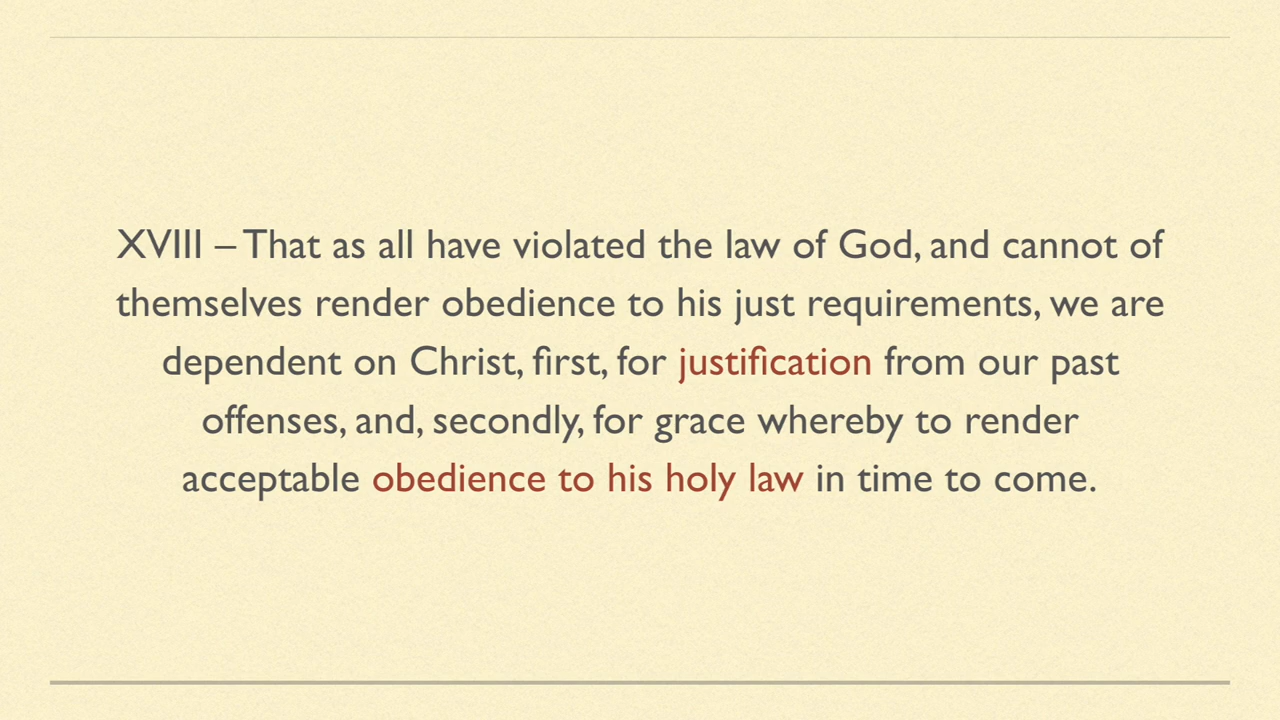 XVIII – That as all have violated the law of God, and cannot of
themselves render obedience to his just requirements, we are
dependent on Christ, first, for justification from our past
offenses, and, secondly, for grace whereby to render
acceptable obedience to his holy law in time to come.